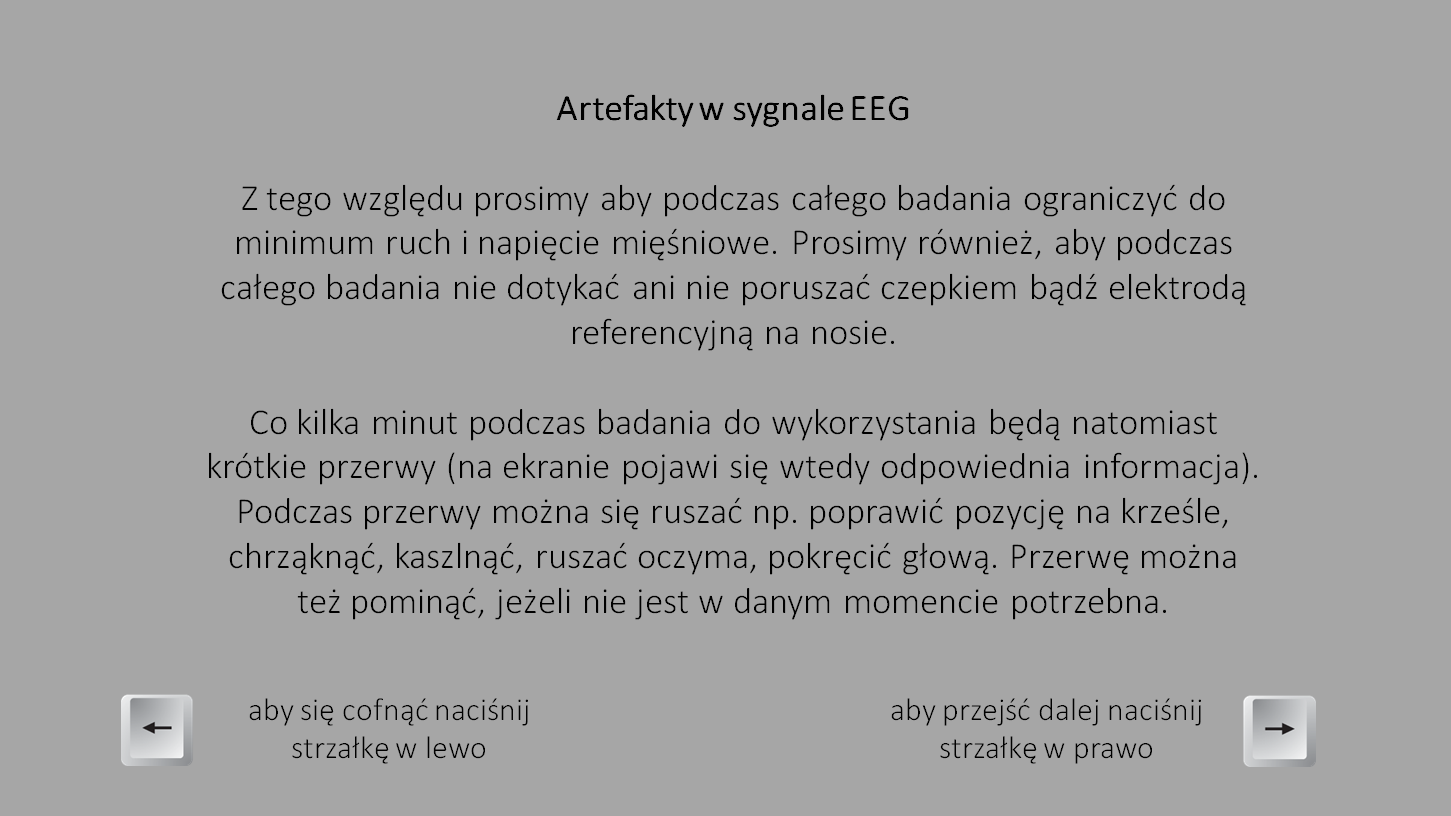 Artefakty w sygnale EEG
Z tego względu prosimy aby podczas całego badania ograniczyć do
minimum ruch i napięcie mięśniowe. Prosimy również, aby podczas
całego badania nie dotykać ani nie poruszać czepkiem bądź elektrodą
referencyjną na nosie.
Co kilka minut podczas badania do wykorzystania będą natomiast
krótkie przerwy (na ekranie pojawi się wtedy odpowiednia informacja).
Podczas przerwy można się ruszać np. poprawić pozycję na krześle,
chrząknąć, kaszlnąć, ruszać oczyma, pokręcić głową. Przerwę można
też pominąć, jeżeli nie jest w danym momencie potrzebna.
aby się cofnąć naciśnij
strzałkę w lewo
aby przejść dalej naciśnij
strzałkę w prawo